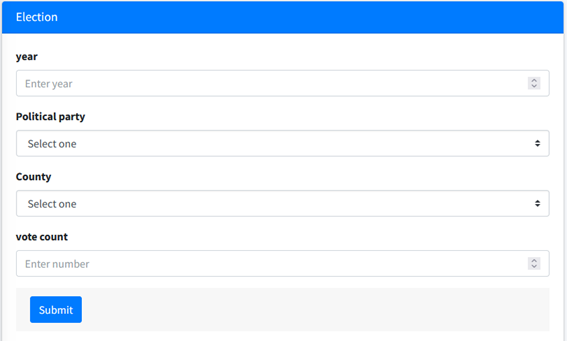 Election
year
Enter year
Political party
Select one
County
Select one
vote count
Enter number
Submit